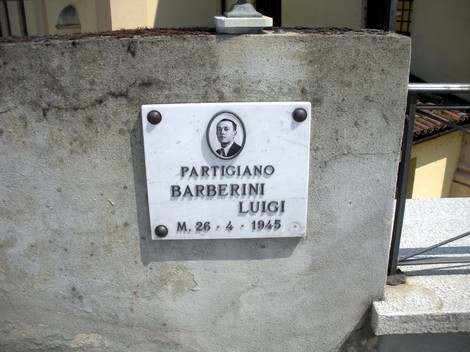 PARTIGIANO
BARBERINI
LUIGI
M. 26 · 4 · 1945